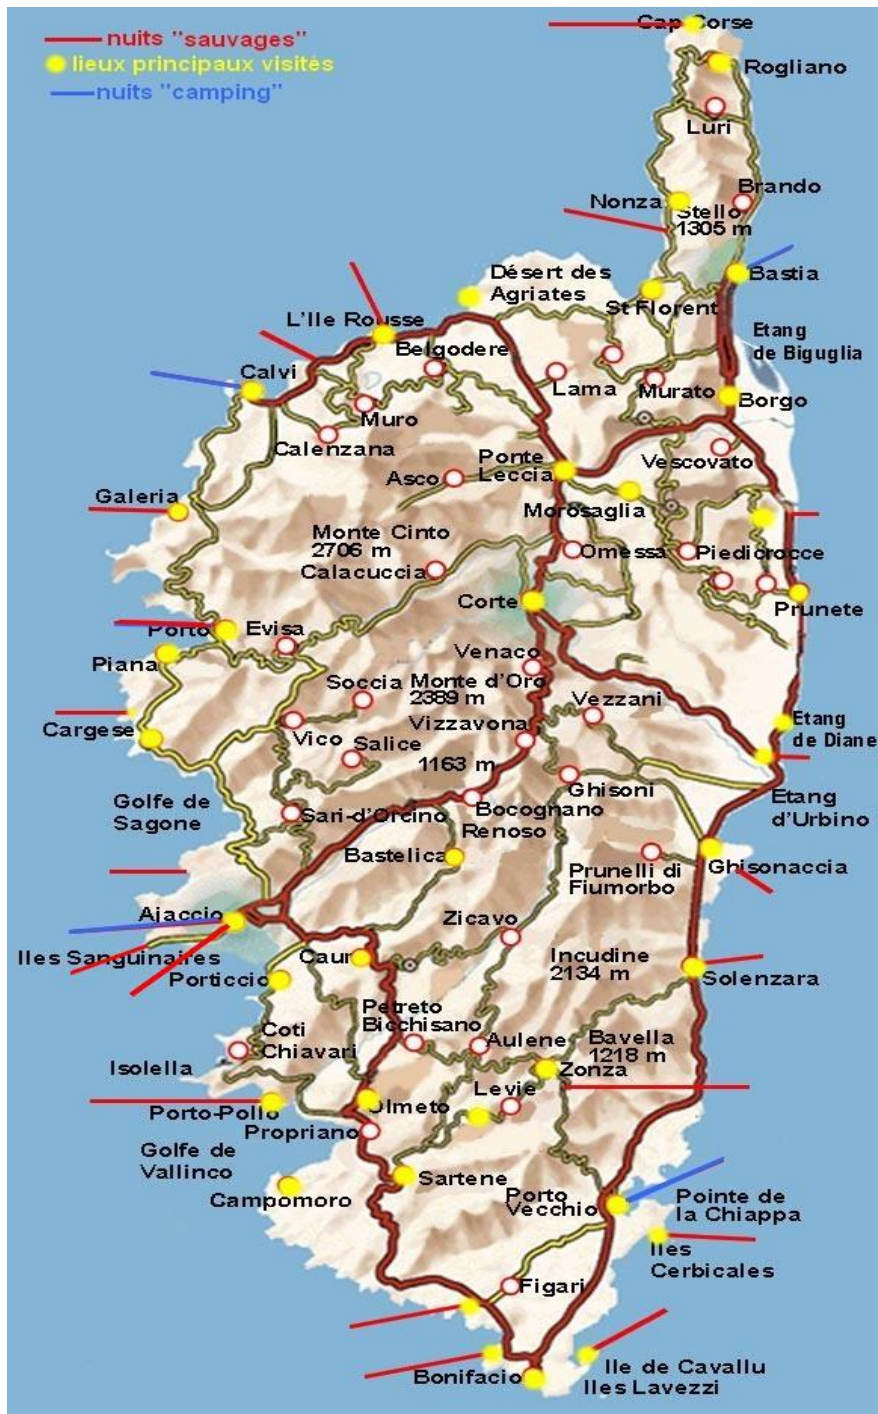 Cap Corse
nuits "sauvages"
lieux principaux visités
nuits "camping"
Rogliano
Luri
Brando
Nonza
Stello
1305 m
Bastia
Désert des
Agriates
St Florent
L'Ile Rousse
Etang
de Biguglia
Belgodere
Calvi
Lama
Murato
Borgo
Muro
Calenzana
Ponte
Leccia
Vescovato
Asco
Galeria
Morosaglia
Monte Cinto
2706 m
Omessa
Piedicrocce
Calacuccia
Corte
Prunete
Porto
Evisa
Piana
Venaco
Soccia
Monte d'Oro
2389 m
Vezzani
Cargese
Vico
Vizzavona
Etang
de Diane
Salice
1163 m
Ghisoni
Golfe de
Sagone
Etang
d'Urbino
Sari-d'Orcino
Bocognano
Renoso
Bastelica
Prunelli di
Fiumorbo
Ghisonaccia
Ajaccio
Zicavo
Iles Sanguinaires
Cauro
Incudine
2134 m
Porticcio
Solenzara
Petreto
Bicchisano
Coti
Chiavari
Aulene
Bavella
1218 m
Isolella
Zonza
Levie
Porto-Pollo
Olmeto
Propriano
Golfe de
Vallinco
Sartene
Campomoro
Porto
Vecchio
Pointe de
la Chiappa
Iles
Cerbicales
Figari
Ile de Cavallu
Bonifacio
Iles Lavezzi